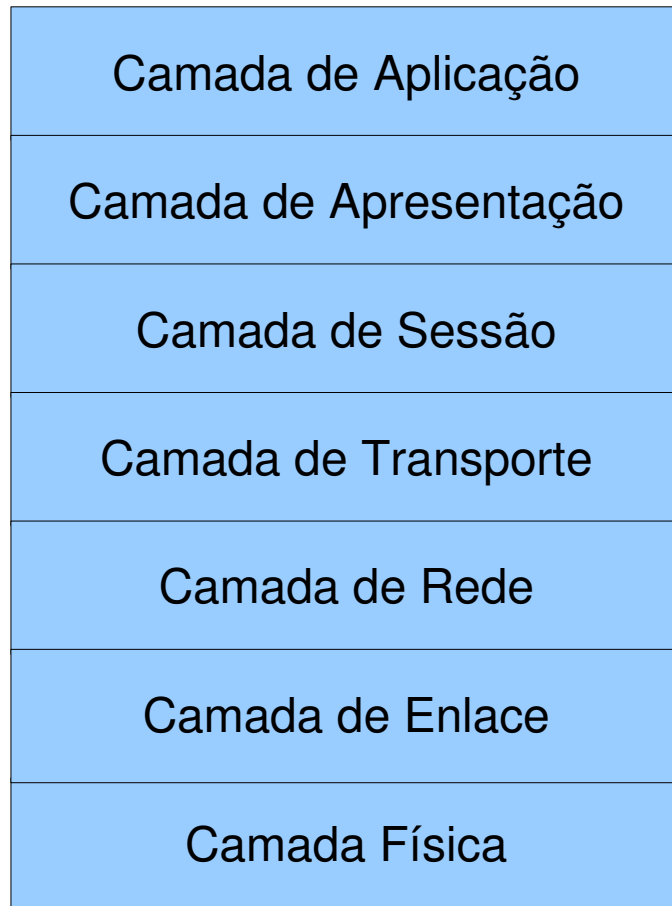 Camada de Aplicação
Camada de Apresentação
Camada de Sessão
Camada de Transporte
Camada de Rede
Camada de Enlace
Camada Física